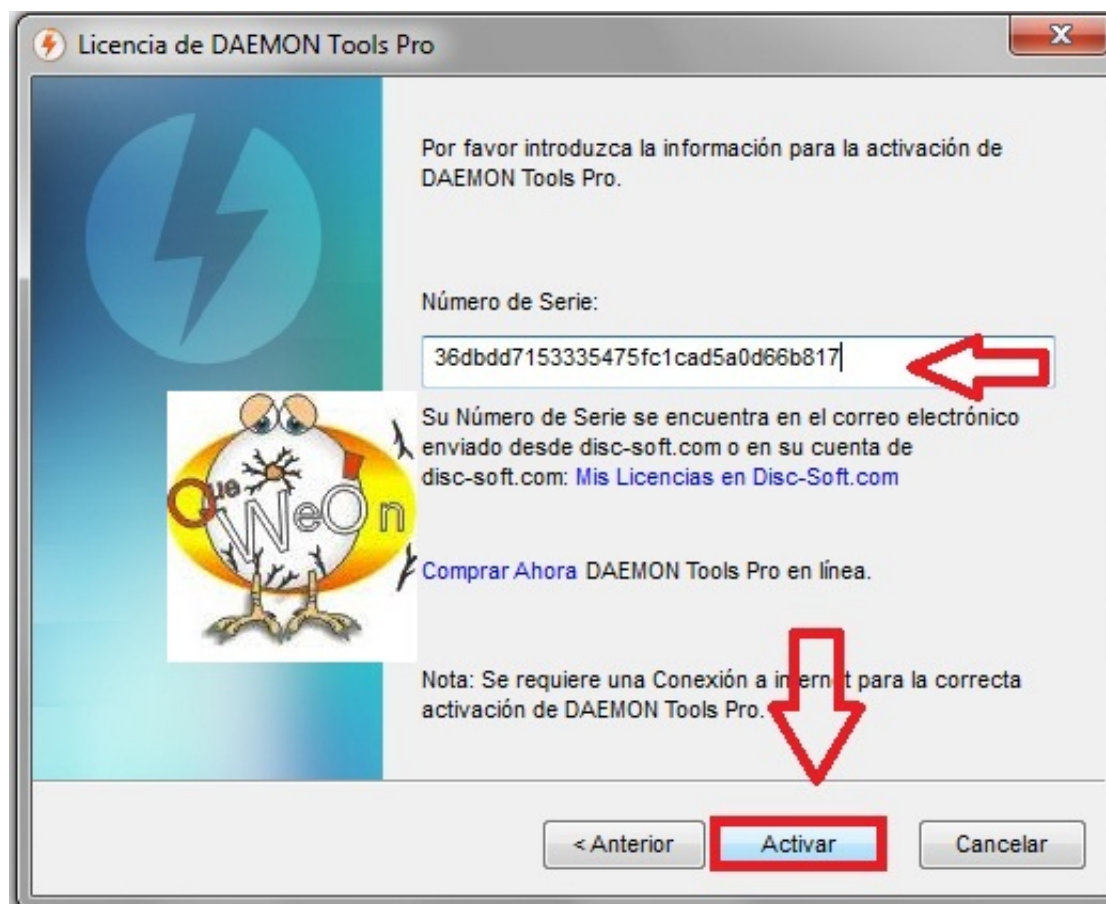 Licencia de DAEMON Tools Pro
Por favor introduzca la información para la activación de
DAEMON Tools Pro.
Número de Serie:
36dbdd7153335475fc1cad5a0d66b817
Su Número de Serie se encuentra en el correo electrónico
enviado desde disc-soft.com o en su cuenta de
disc-soft.com: Mis Licencias en Disc-Soft.com
Que
WeOn
Comprar Ahora DAEMON Tools Pro en línea.
Nota: Se requiere una Conexión a internet para la correcta
activación de DAEMON Tools Pro.
< Anterior
Activar
Cancelar